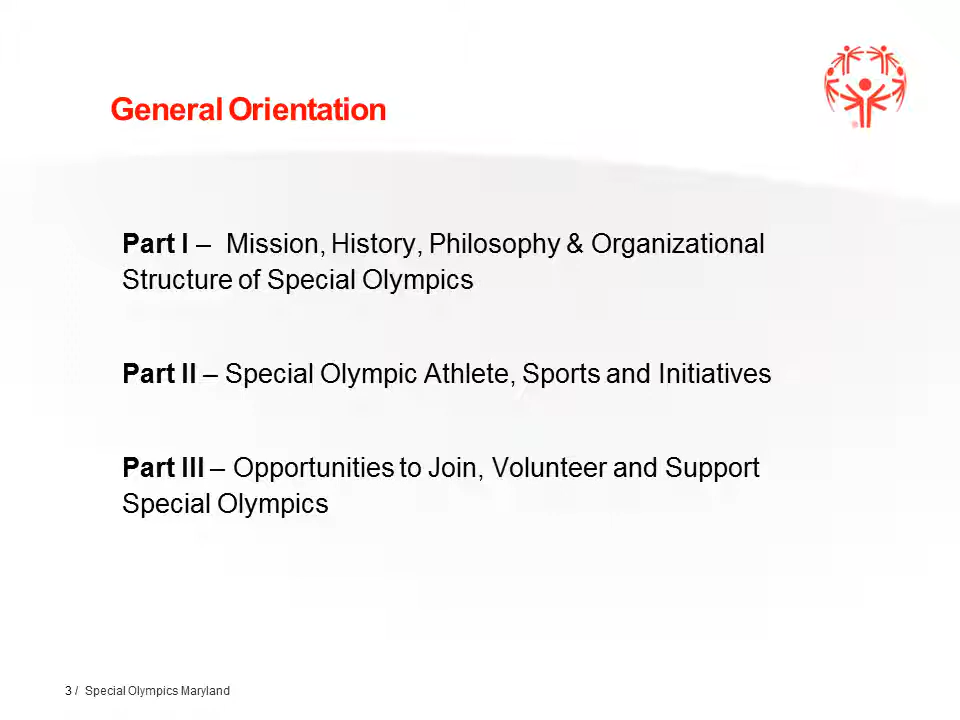 General Orientation
Part I –  Mission, History, Philosophy & Organizational
Structure of Special Olympics
Part II – Special Olympic Athlete, Sports and Initiatives
Part III – Opportunities to Join, Volunteer and Support
Special Olympics
3 /  Special Olympics Maryland